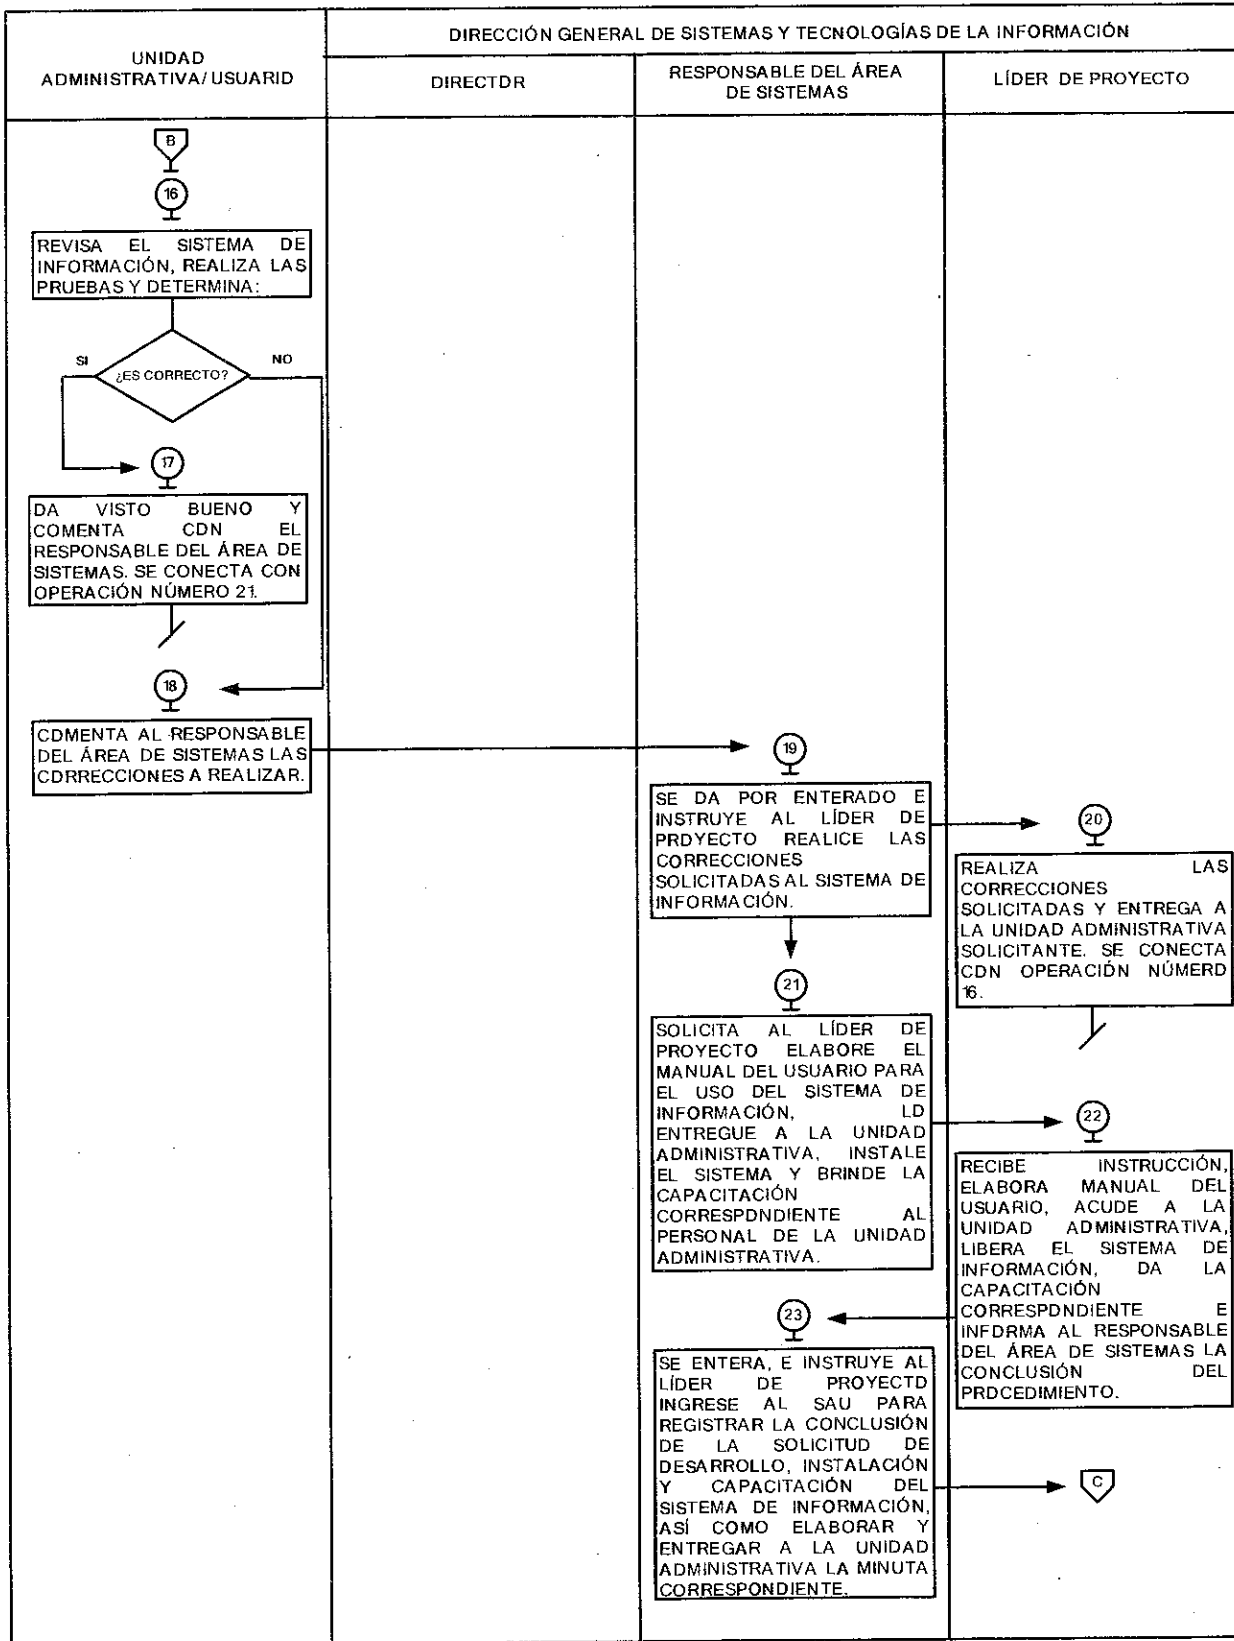 DIRECCIÓN GENERAL DE SISTEMAS Y TECNOLOGÍAS DE LA INFORMACIÓN
UNIDAD
ADMINISTRATIVA/USUARID
DIRECTDR
RESPONSABLE DEL ÁREA
DE SISTEMAS
LÍDER DE PROYECTO
B
16
REVISA EL SISTEMA DE
INFORMACIÓN, REALIZA LAS
PRUEBAS Y DETERMINA:
SI
¿ES CORRECTO?
NO
17
DA VISTO BUENO Y
COMENTA CDN EL
RESPONSABLE DEL ÁREA DE
SISTEMAS. SE CONECTA CON
OPERACIÓN NÚMERO 21.
18
CDMENTA AL RESPONSABLE
DEL ÁREA DE SISTEMAS LAS
CDRRECCIONES A REALIZAR.
19
SE DA POR ENTERADO E
INSTRUYE AL LÍDER DE
PRDYECTO REALICE LAS
CORRECCIONES
SOLICITADAS AL SISTEMA DE
INFORMACIÓN.
20
REALIZA LAS
CORRECCIONES
SOLICITADAS Y ENTREGA A
LA UNIDAD ADMINISTRATIVA
SOLICITANTE. SE CONECTA
CDN OPERACIÓN NÚMERD
16.
21
SOLICITA AL LÍDER DE
PROYECTO ELABORE EL
MANUAL DEL USUARIO PARA
EL USO DEL SISTEMA DE
INFORMACIÓN, LD
ENTREGUE A LA UNIDAD
ADMINISTRATIVA, INSTALE
EL SISTEMA Y BRINDE LA
CAPACITACIÓN
CORRESPDNDIENTE AL
PERSONAL DE LA UNIDAD
ADMINISTRATIVA.
22
RECIBE INSTRUCCIÓN,
ELABORA MANUAL DEL
USUARIO, ACUDE A LA
UNIDAD ADMINISTRATIVA,
LIBERA EL SISTEMA DE
INFORMACIÓN, DA LA
CAPACITACIÓN
CORRESPDNDIENTE E
INFDRMA AL RESPONSABLE
DEL ÁREA DE SISTEMAS LA
CONCLUSIÓN DEL
PRDCEDIMIENTO.
23
SE ENTERA, E INSTRUYE AL
LÍDER DE PROYECTD
INGRESE AL SAU PARA
REGISTRAR LA CONCLUSIÓN
DE LA SOLICITUD DE
DESARROLLO, INSTALACIÓN
Y CAPACITACIÓN DEL
SISTEMA DE INFORMACIÓN,
ASÍ COMO ELABORAR Y
ENTREGAR A LA UNIDAD
ADMINISTRATIVA LA MINUTA
CORRESPONDIENTE.
C